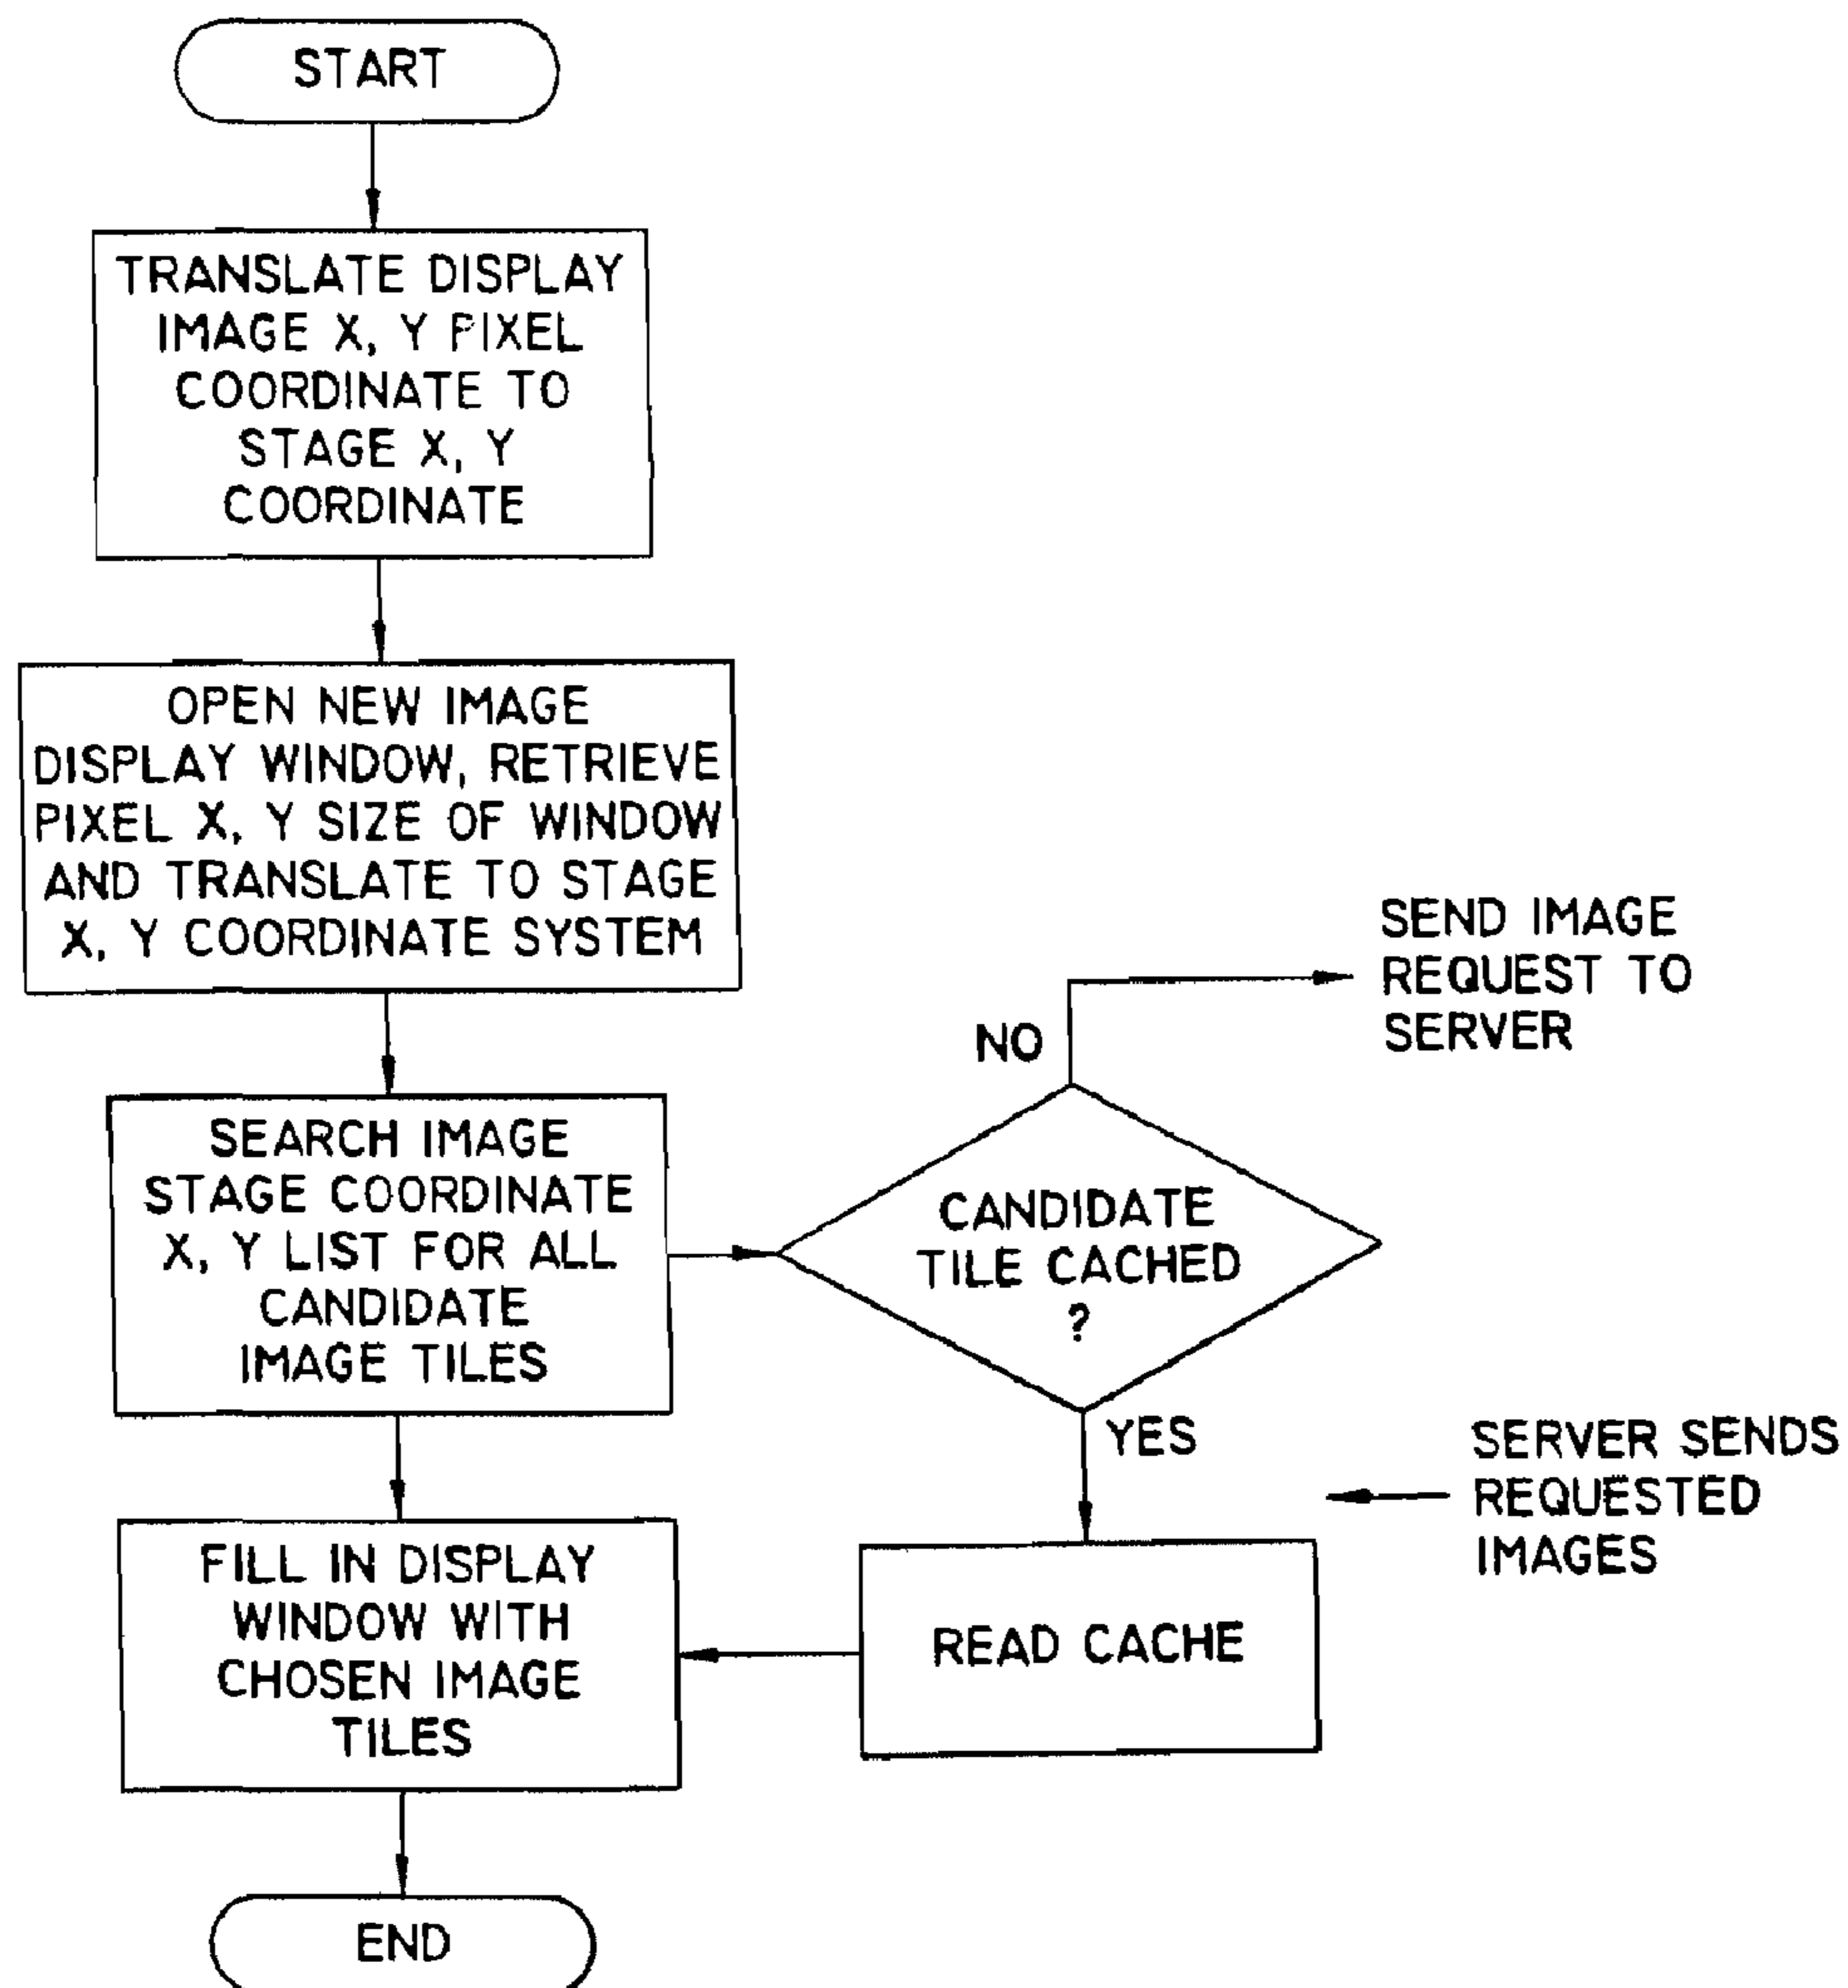 START
TRANSLATE DISPLAY
IMAGE X, Y PIXEL
COORDINATE TO
STAGE X, Y
COORDINATE
OPEN NEW IMAGE
DISPLAY WINDOW, RETRIEVE
PIXEL X, Y SIZE OF WINDOW
AND TRANSLATE TO STAGE
X, Y COORDINATE SYSTEM
SEARCH IMAGE
STAGE COORDINATE
X, Y LIST FOR ALL
CANDIDATE
IMAGE TILES
CANDIDATE
TILE CACHED
?
NO
SEND IMAGE
REQUEST TO
SERVER
YES
SERVER SENDS
REQUESTED
IMAGES
READ CACHE
FILL IN DISPLAY
WINDOW WITH
CHOSEN IMAGE
TILES
END